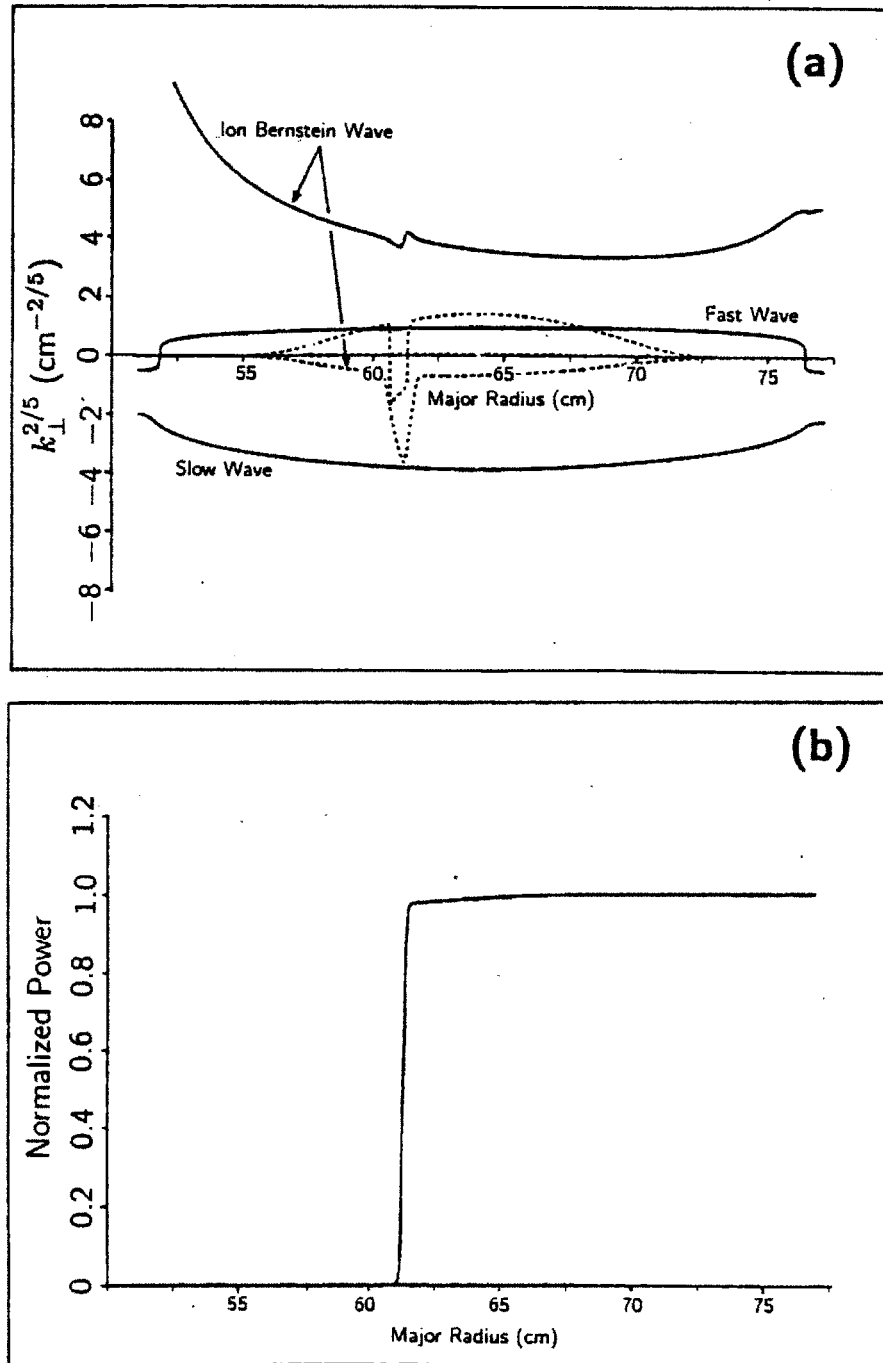 (a)
8
6
4
2
0
−2
−4
−6
−8
k⊥^2/5 (cm^−2/5)
Ion Bernstein Wave
Fast Wave
55
60
65
70
75
Major Radius (cm)
Slow Wave
(b)
1.2
1.0
0.8
0.6
0.4
0.2
0
Normalized Power
55
60
65
70
75
Major Radius (cm)